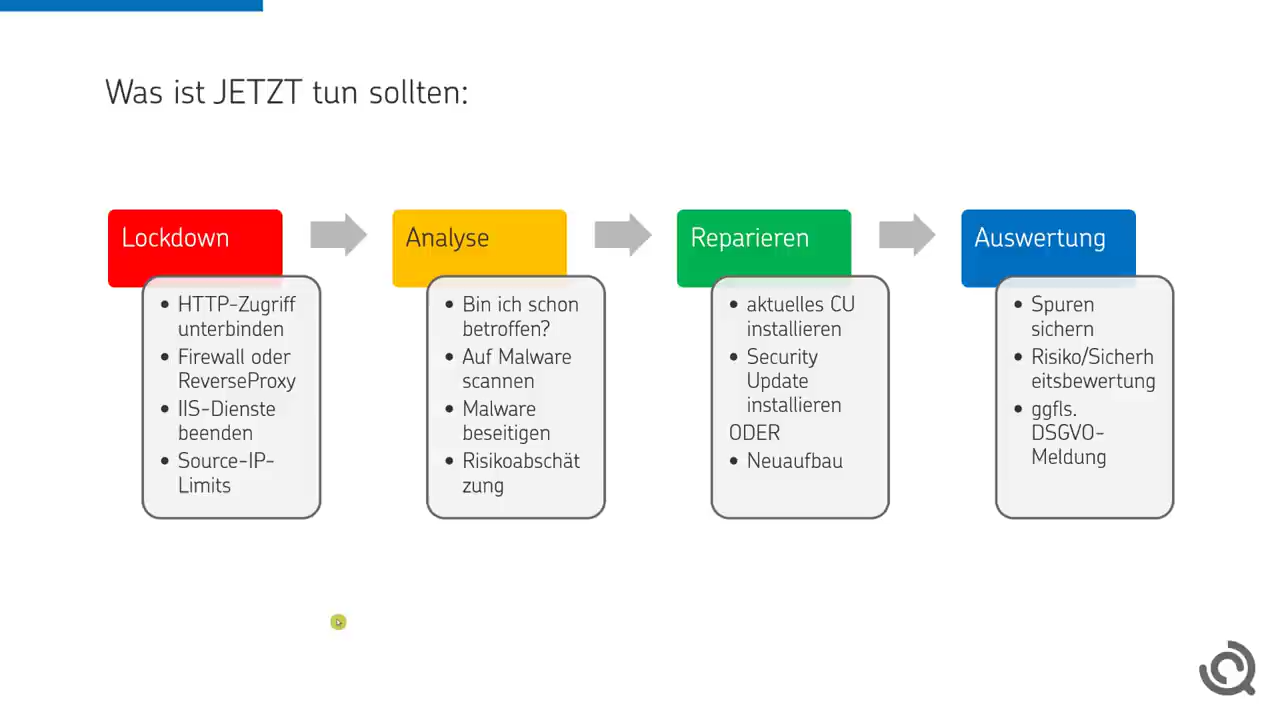 Was ist JETZT tun sollten:
Lockdown
• HTTP-Zugriff
unterbinden
• Firewall oder
ReverseProxy
• IIS-Dienste
beenden
• Source-IP-
Limits
Analyse
• Bin ich schon
betroffen?
• Auf Malware
scannen
• Malware
beseitigen
• Risikoabschät
zung
Reparieren
• aktuelles CU
installieren
• Security
Update
installieren
ODER
• Neuaufbau
Auswertung
• Spuren
sichern
• Risiko/Sicherh
eitsbewertung
• ggfls.
DSGVO-
Meldung